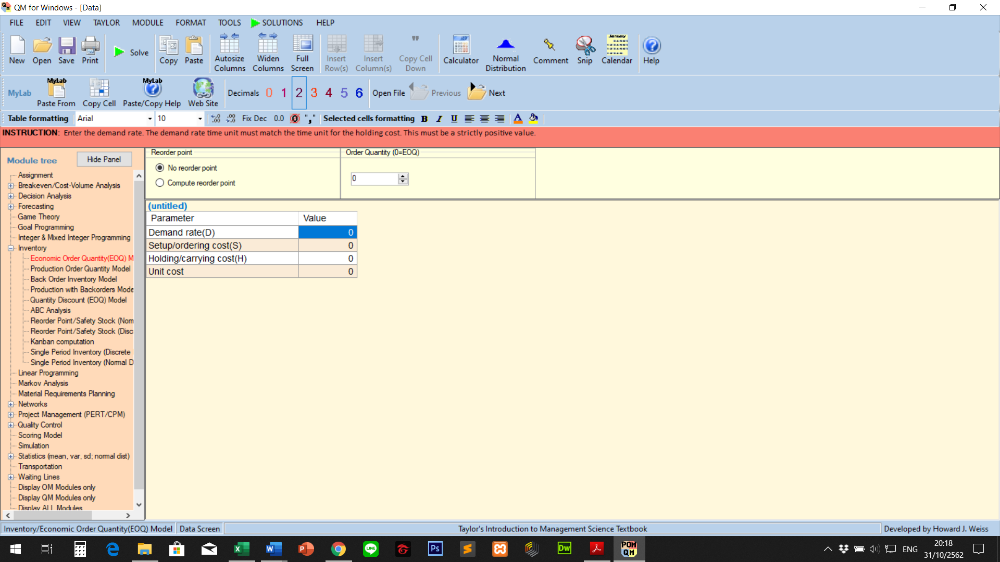 QM for Windows - [Data]
FILE EDIT VIEW TAYLOR MODULE FORMAT TOOLS SOLUTIONS HELP
New Open Save Print Solve Copy Paste Autosize Columns Widen Columns Full Screen Insert Row(s) Insert Column(s) Copy Cell Down Calculator Normal Distribution Comment Snip January Calendar Help
MyLab MyLab Paste From Copy Cell MyLab Paste/Copy Help Web Site Decimals 0 1 2 3 4 5 6 Open File Previous Next
Table formatting Arial 10 Fix Dec 0.0 "," Selected cells formatting B I U A
INSTRUCTION: Enter the demand rate. The demand rate time unit must match the time unit for the holding cost. This must be a strictly positive value.
Module tree Hide Panel
Assignment
Breakeven/Cost-Volume Analysis
Decision Analysis
Forecasting
Game Theory
Goal Programming
Integer & Mixed Integer Programming
Inventory
Economic Order Quantity(EOQ) M
Production Order Quantity Model
Back Order Inventory Model
Production with Backorders Mode
Quantity Discount (EOQ) Model
ABC Analysis
Reorder Point/Safety Stock (Nom
Reorder Point/Safety Stock (Disc
Kanban computation
Single Period Inventory (Discrete
Single Period Inventory (Normal D
Linear Programming
Markov Analysis
Material Requirements Planning
Networks
Project Management (PERT/CPM)
Quality Control
Scoring Model
Simulation
Statistics (mean, var, sd; normal dist)
Transportation
Waiting Lines
Display OM Modules only
Display QM Modules only
Display ALL Modules
Reorder point
No reorder point
Compute reorder point
Order Quantity (0=EOQ)
0
(untitled)
Parameter Value
Demand rate(D) 0
Setup/ordering cost(S) 0
Holding/carrying cost(H) 0
Unit cost 0
Inventory/Economic Order Quantity(EOQ) Model Data Screen Taylor's Introduction to Management Science Textbook Developed by Howard J. Weiss
LINE Ps Dw POM QM ENG
20:18
31/10/2562